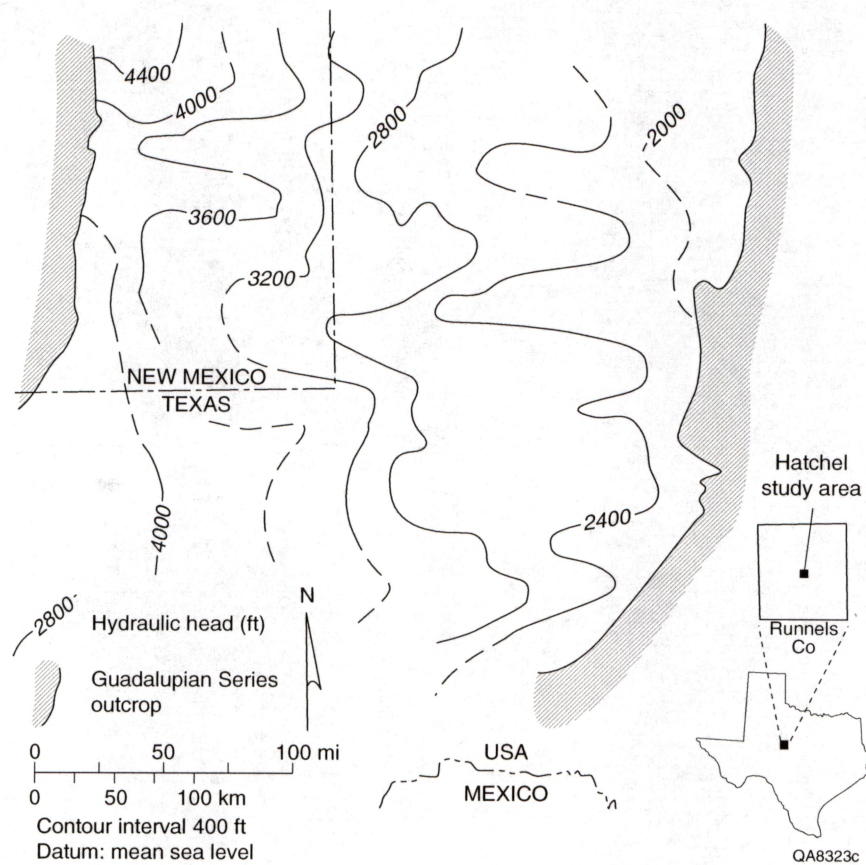 4400
4000
2800
2000
3600
3200
NEW MEXICO
TEXAS
4000
2400
Hatchel
study area
Runnels
Co
2800
Hydraulic head (ft)
N
Guadalupian Series
outcrop
0 50 100 mi
0 50 100 km
USA
MEXICO
Contour interval 400 ft
Datum: mean sea level
QA8323c